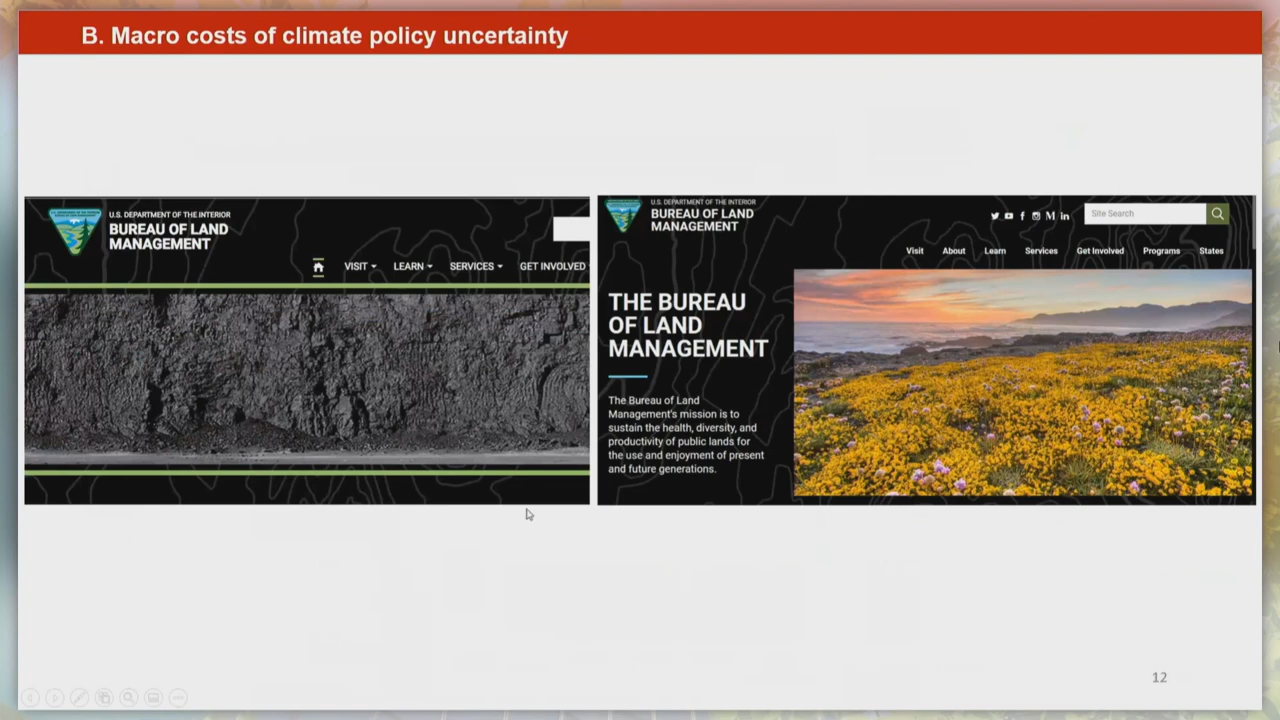 B. Macro costs of climate policy uncertainty
U.S. DEPARTMENT OF THE INTERIOR
BUREAU OF LAND
MANAGEMENT
VISIT
LEARN
SERVICES
GET INVOLVED
U.S. DEPARTMENT OF THE INTERIOR
BUREAU OF LAND
MANAGEMENT
Site Search
Visit About Learn Services Get Involved Programs States
THE BUREAU
OF LAND
MANAGEMENT
The Bureau of Land
Management's mission is to
sustain the health, diversity, and
productivity of public lands for
the use and enjoyment of present
and future generations.
12